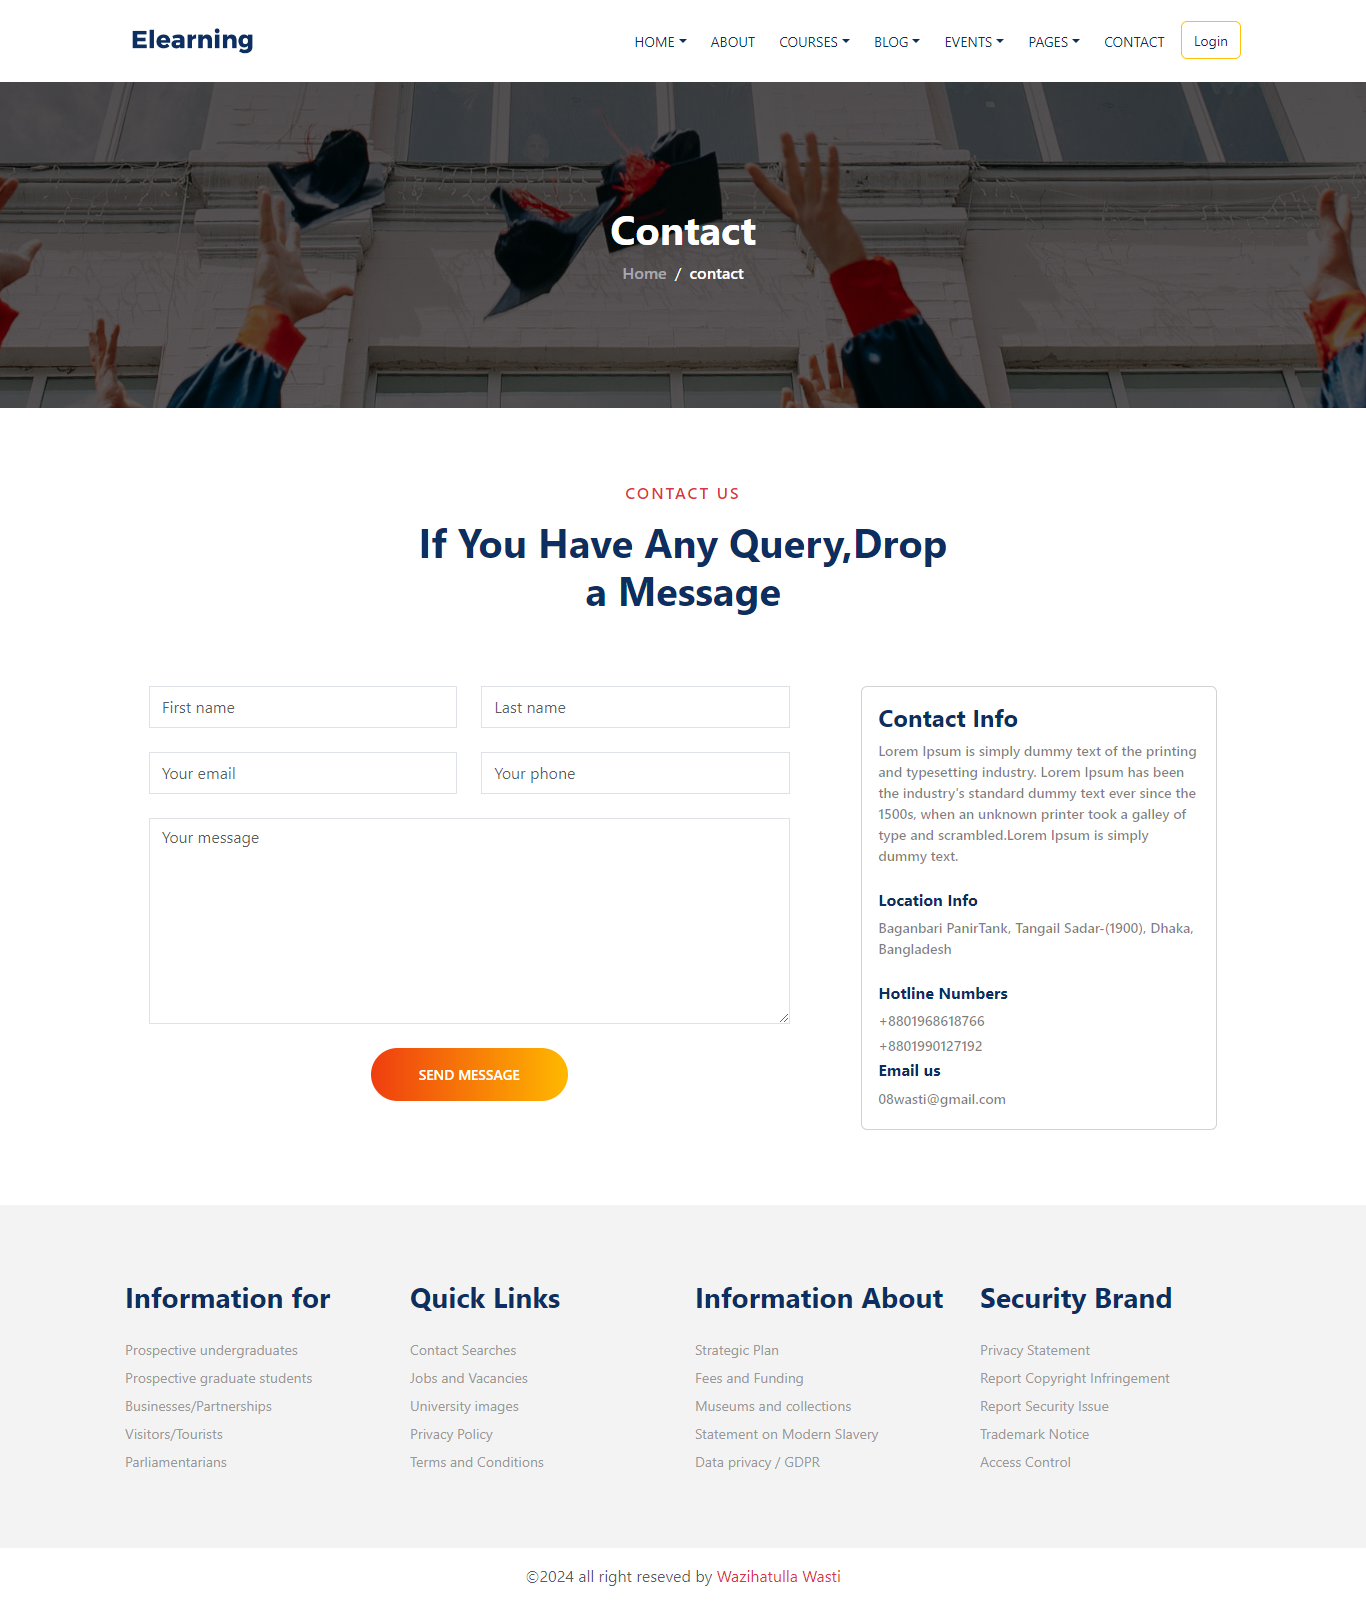 Elearning
HOME ABOUT COURSES BLOG EVENTS PAGES CONTACT Login
Contact
Home / contact
CONTACT US
If You Have Any Query,Drop
a Message
First name
Last name
Your email
Your phone
Your message
SEND MESSAGE
Contact Info
Lorem Ipsum is simply dummy text of the printing
and typesetting industry. Lorem Ipsum has been
the industry's standard dummy text ever since the
1500s, when an unknown printer took a galley of
type and scrambled.Lorem Ipsum is simply
dummy text.
Location Info
Baganbari PanirTank, Tangail Sadar-(1900), Dhaka,
Bangladesh
Hotline Numbers
+8801968618766
+8801990127192
Email us
08wasti@gmail.com
Information for
Prospective undergraduates
Prospective graduate students
Businesses/Partnerships
Visitors/Tourists
Parliamentarians
Quick Links
Contact Searches
Jobs and Vacancies
University images
Privacy Policy
Terms and Conditions
Information About
Strategic Plan
Fees and Funding
Museums and collections
Statement on Modern Slavery
Data privacy / GDPR
Security Brand
Privacy Statement
Report Copyright Infringement
Report Security Issue
Trademark Notice
Access Control
©2024 all right reseved by Wazihatulla Wasti